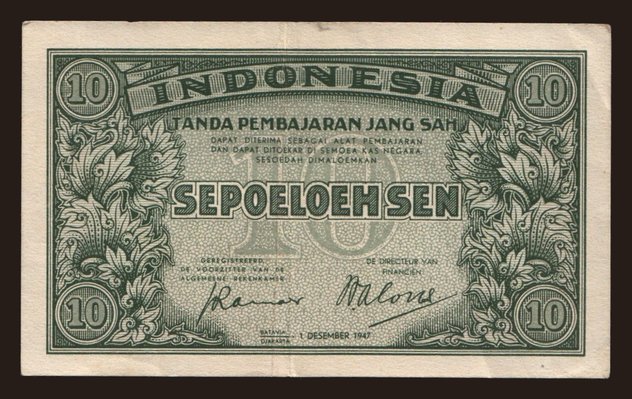 10 INDONESIA 10
TANDA PEMBAJARAN JANG SAH
DAPAT DITERIMA SEBAGAI ALAT PEMBAJARAN
DAN DAPAT DITOEKAR DI SEMOEA KAS NEGARA
SESOEDAH DIMALOEMKAN
10
SEPOELOEH SEN
GEREGISTREERD,
DE VOORZITTER VAN DE
ALGEMEENE REKENKAMER
DE DIRECTEUR VAN
FINANCIËN
10 10
BATAVIA
DJAKARTA
1 DESEMBER 1947